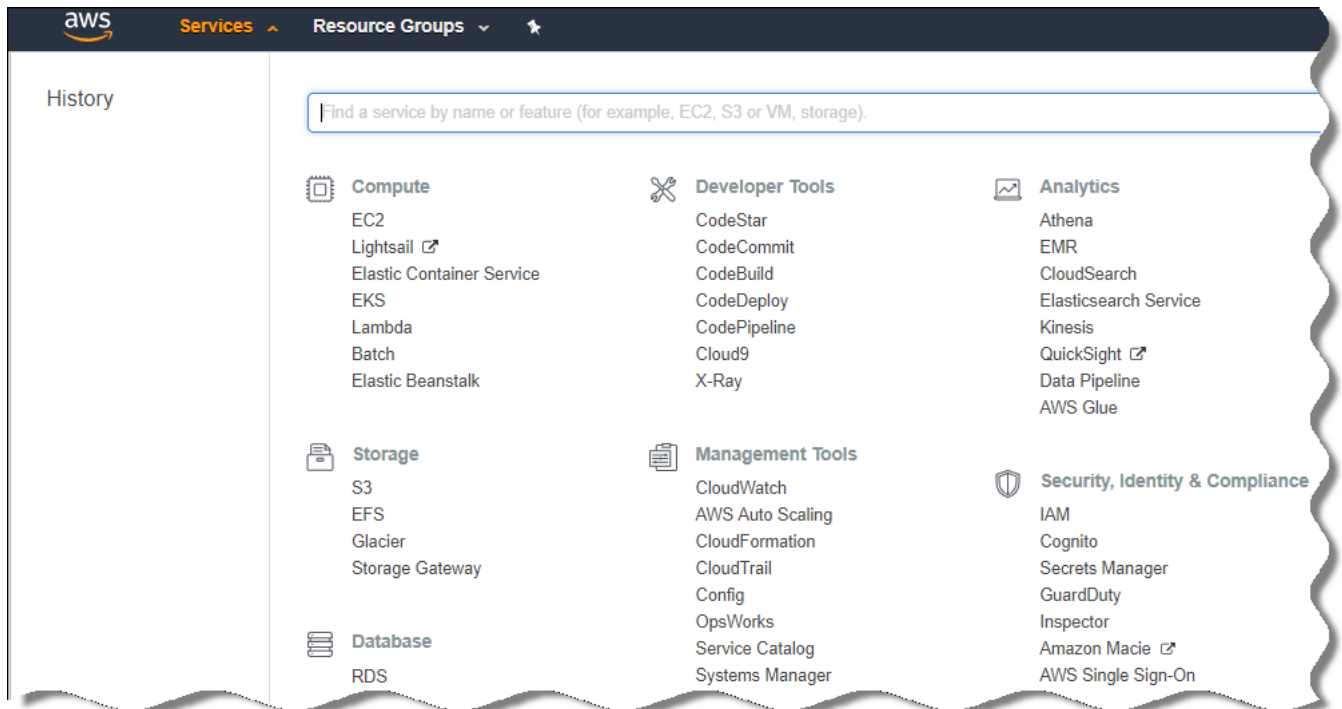 aws Services Resource Groups
History
Find a service by name or feature (for example, EC2, S3 or VM, storage).
Compute
EC2
Lightsail
Elastic Container Service
EKS
Lambda
Batch
Elastic Beanstalk
Storage
S3
EFS
Glacier
Storage Gateway
Database
RDS
Developer Tools
CodeStar
CodeCommit
CodeBuild
CodeDeploy
CodePipeline
Cloud9
X-Ray
Management Tools
CloudWatch
AWS Auto Scaling
CloudFormation
CloudTrail
Config
OpsWorks
Service Catalog
Systems Manager
Analytics
Athena
EMR
CloudSearch
Elasticsearch Service
Kinesis
QuickSight
Data Pipeline
AWS Glue
Security, Identity & Compliance
IAM
Cognito
Secrets Manager
GuardDuty
Inspector
Amazon Macie
AWS Single Sign-On